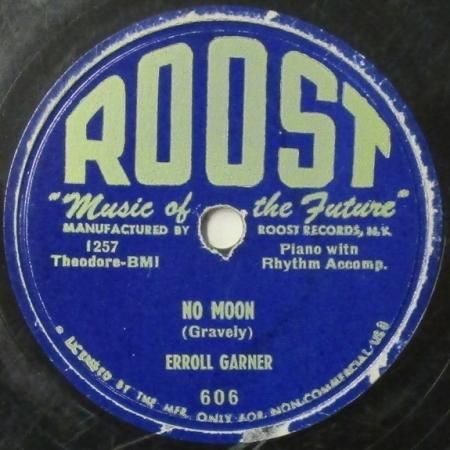 ROOST
"Music of the Future"
MANUFACTURED BY ROOST RECORDS, N.Y.
1257 Piano with
Theodore-BMI Rhythm Accomp.
NO MOON
(Gravely)
ERROLL GARNER
606
LICENSED BY THE MFR. ONLY FOR NON-COMMERCIAL USE